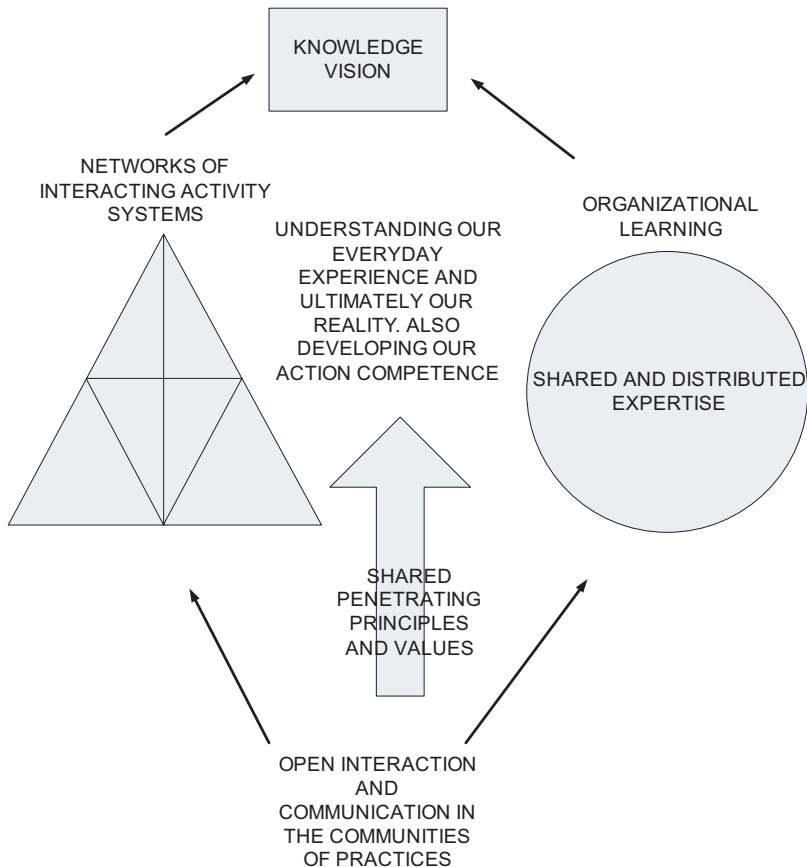 KNOWLEDGE
VISION
NETWORKS OF
INTERACTING ACTIVITY
SYSTEMS
UNDERSTANDING OUR
EVERYDAY
EXPERIENCE AND
ULTIMATELY OUR
REALITY. ALSO
DEVELOPING OUR
ACTION COMPETENCE
ORGANIZATIONAL
LEARNING
SHARED AND DISTRIBUTED
EXPERTISE
SHARED
PENETRATING
PRINCIPLES
AND VALUES
OPEN INTERACTION
AND
COMMUNICATION IN
THE COMMUNITIES
OF PRACTICES